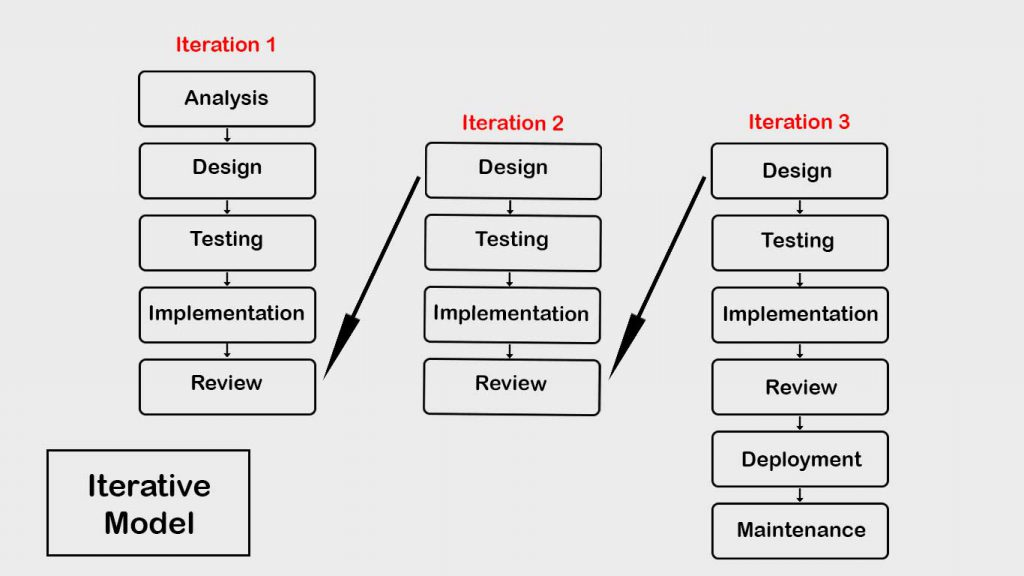 Iteration 1
Analysis
Design
Testing
Implementation
Review
Iteration 2
Design
Testing
Implementation
Review
Iteration 3
Design
Testing
Implementation
Review
Deployment
Maintenance
Iterative
Model